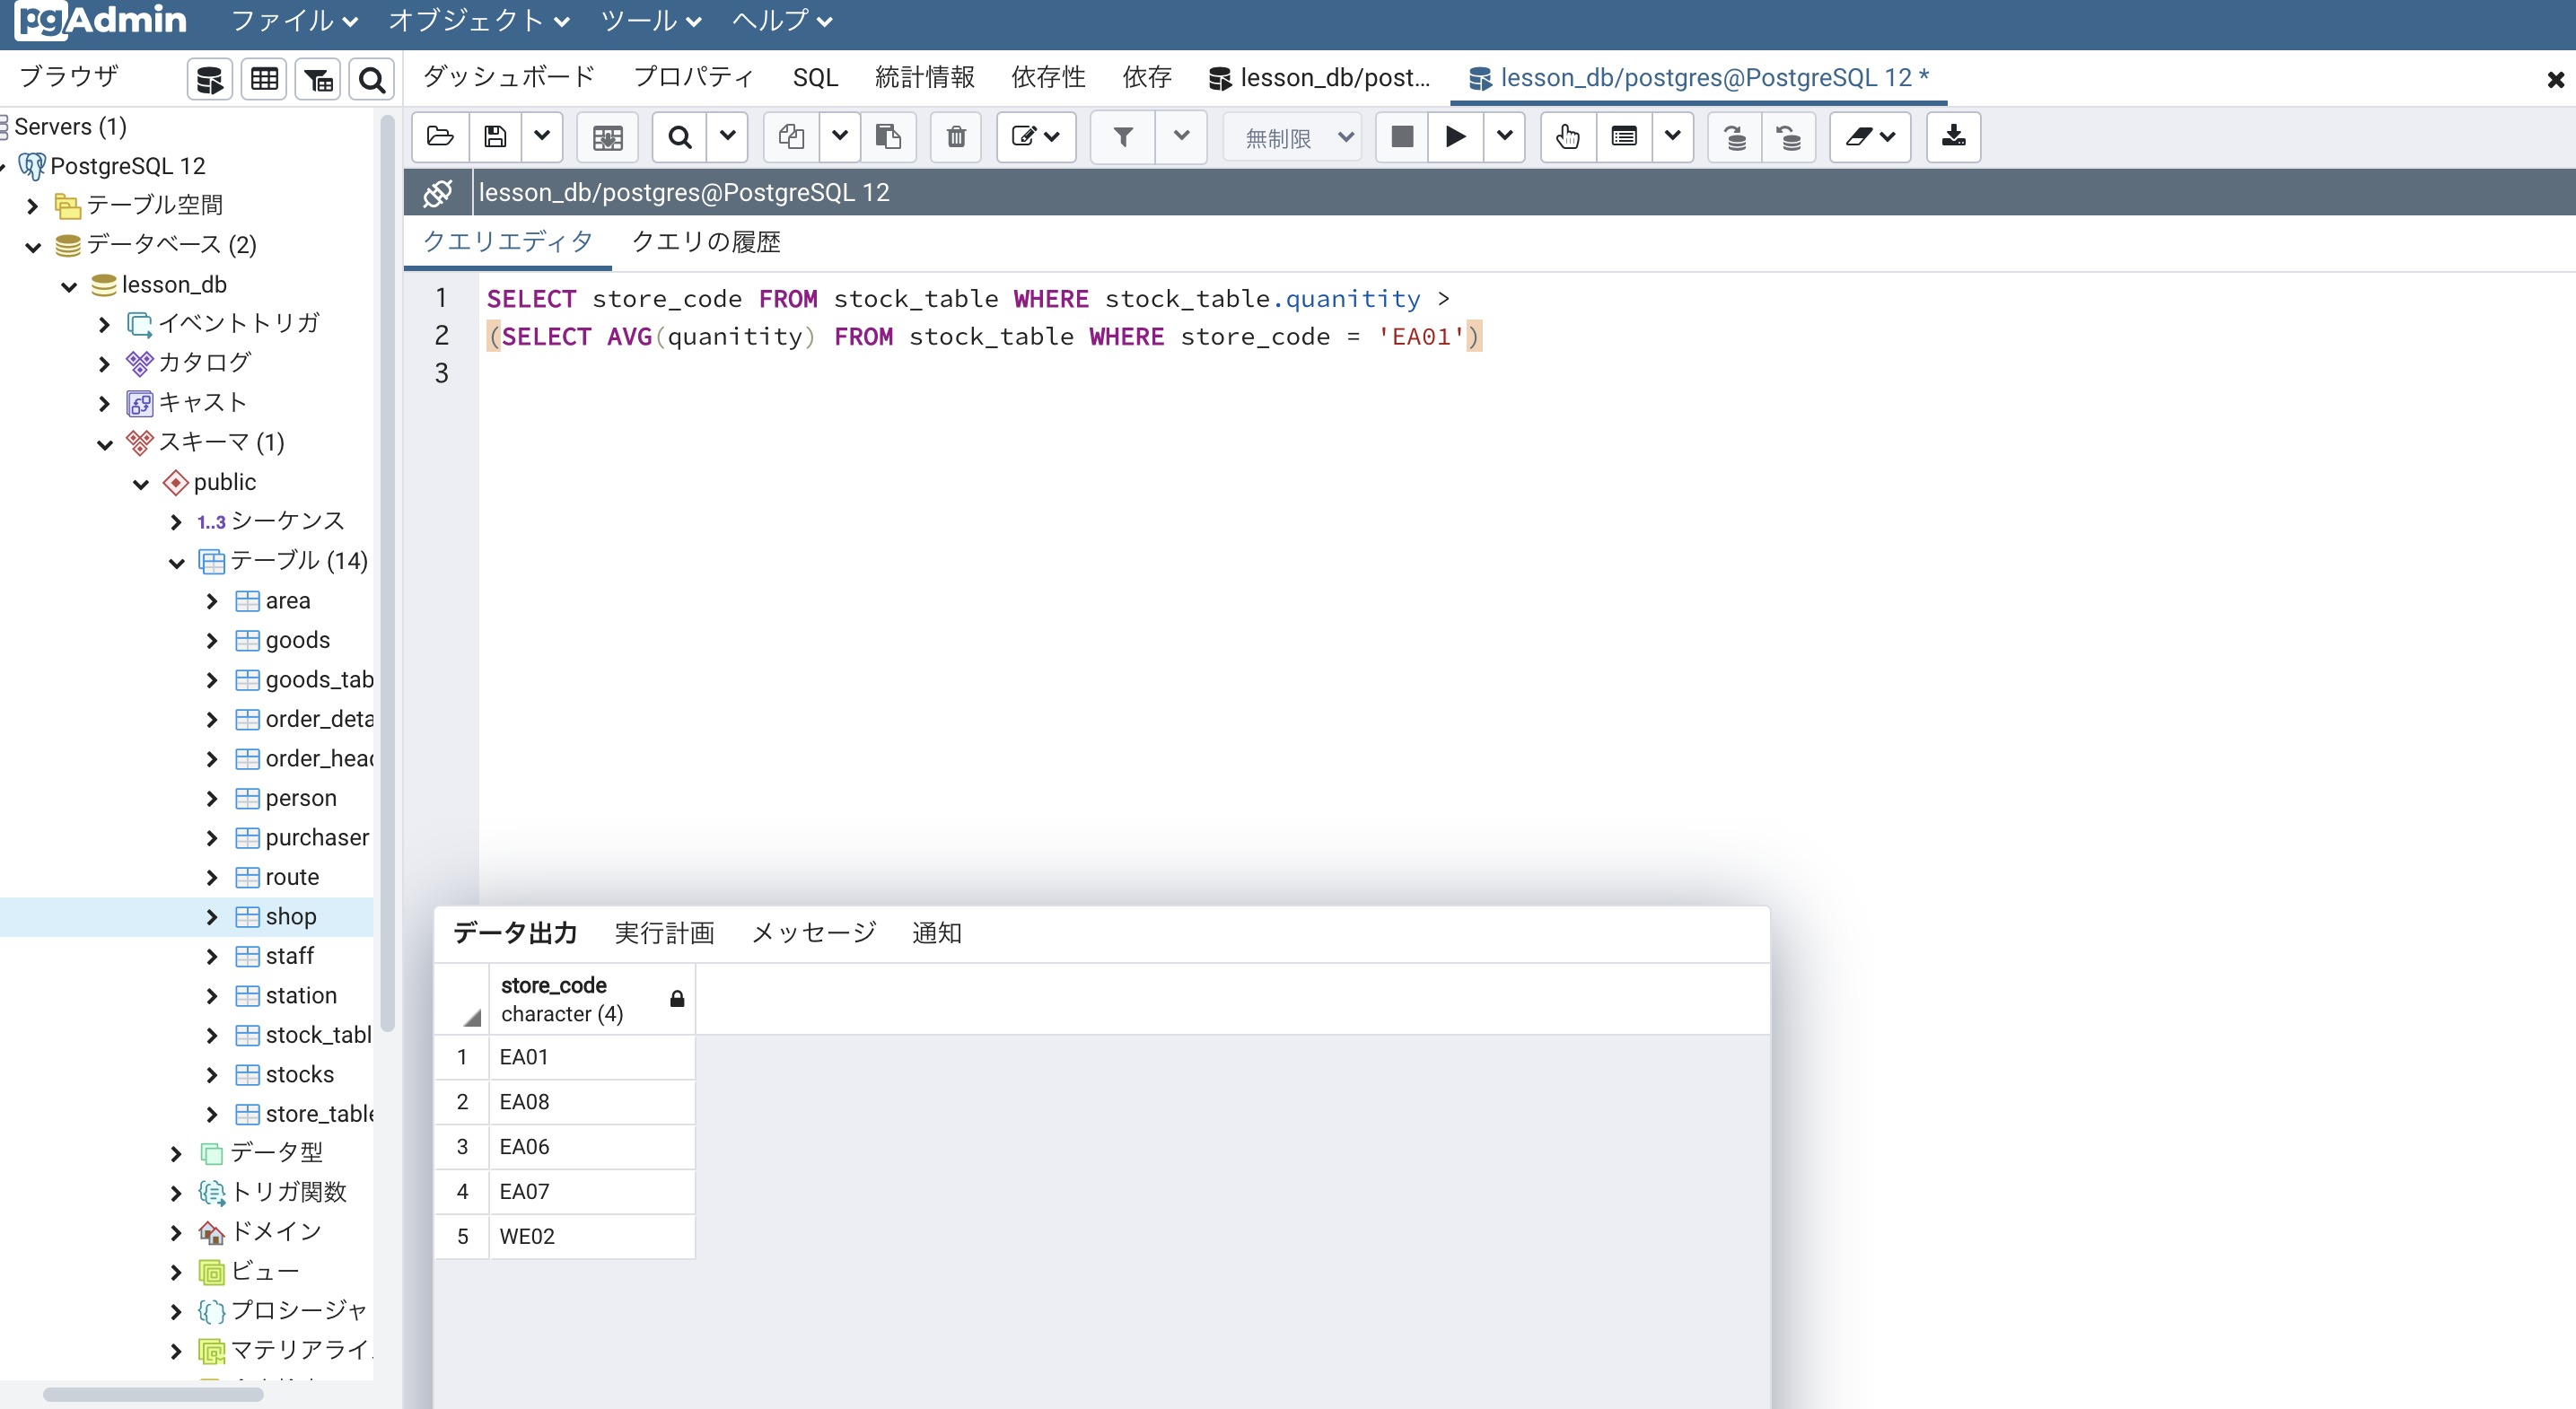 pgAdmin ファイル オブジェクト ツール ヘルプ
ブラウザ
ダッシュボード プロパティ SQL 統計情報 依存性 依存 lesson_db/post... lesson_db/postgres@PostgreSQL 12 *
無制限
lesson_db/postgres@PostgreSQL 12
クエリエディタ クエリの履歴
1 SELECT store_code FROM stock_table WHERE stock_table.quanitity >
2 (SELECT AVG(quanitity) FROM stock_table WHERE store_code = 'EA01')
3
Servers (1)
PostgreSQL 12
テーブル空間
データベース (2)
lesson_db
イベントトリガ
カタログ
キャスト
スキーマ (1)
public
1..3 シーケンス
テーブル (14)
area
goods
goods_tab
order_deta
order_head
person
purchaser
route
shop
staff
station
stock_tabl
stocks
store_table
データ型
トリガ関数
ドメイン
ビュー
プロシージャ
マテリアライ
データ出力 実行計画 メッセージ 通知
store_code
character (4)
1 EA01
2 EA08
3 EA06
4 EA07
5 WE02